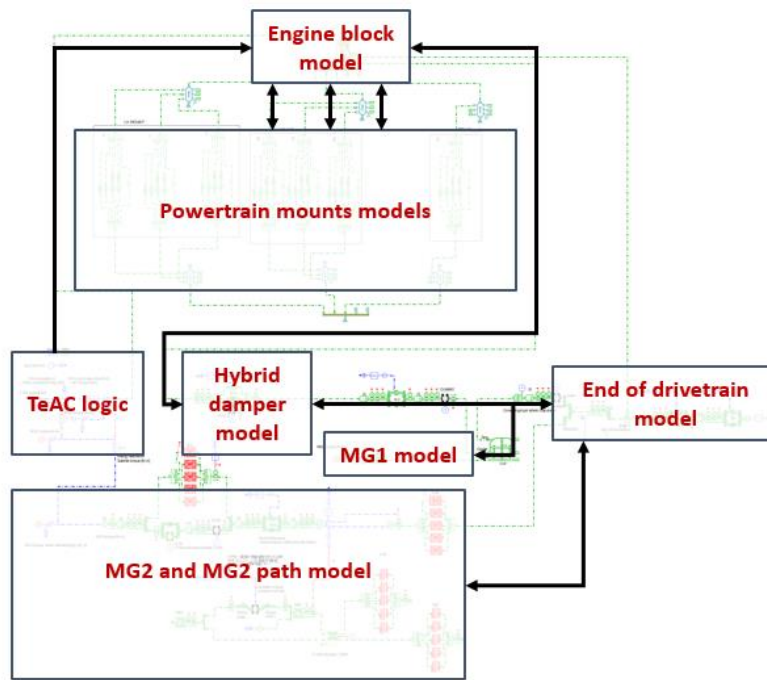 Engine block
model
Powertrain mounts models
TeAC logic
Hybrid
damper
model
End of drivetrain
model
MG1 model
MG2 and MG2 path model